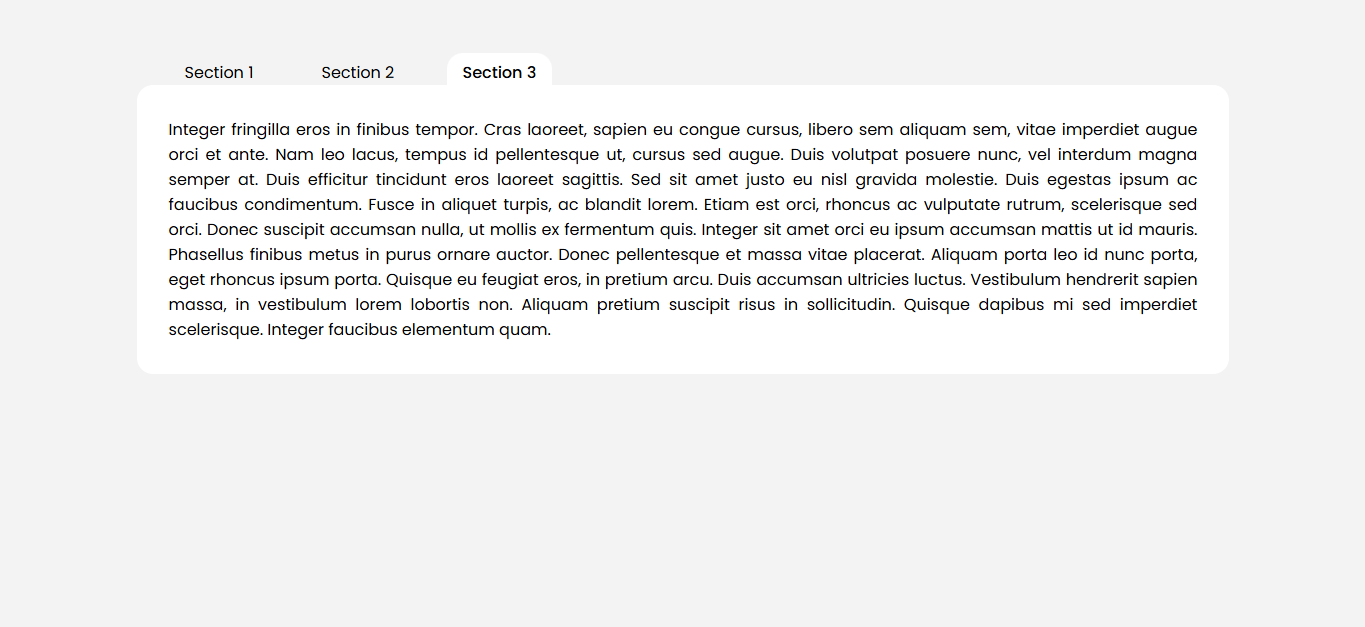 Section 1 Section 2 Section 3
Integer fringilla eros in finibus tempor. Cras laoreet, sapien eu congue cursus, libero sem aliquam sem, vitae imperdiet augue
orci et ante. Nam leo lacus, tempus id pellentesque ut, cursus sed augue. Duis volutpat posuere nunc, vel interdum magna
semper at. Duis efficitur tincidunt eros laoreet sagittis. Sed sit amet justo eu nisl gravida molestie. Duis egestas ipsum ac
faucibus condimentum. Fusce in aliquet turpis, ac blandit lorem. Etiam est orci, rhoncus ac vulputate rutrum, scelerisque sed
orci. Donec suscipit accumsan nulla, ut mollis ex fermentum quis. Integer sit amet orci eu ipsum accumsan mattis ut id mauris.
Phasellus finibus metus in purus ornare auctor. Donec pellentesque et massa vitae placerat. Aliquam porta leo id nunc porta,
eget rhoncus ipsum porta. Quisque eu feugiat eros, in pretium arcu. Duis accumsan ultricies luctus. Vestibulum hendrerit sapien
massa, in vestibulum lorem lobortis non. Aliquam pretium suscipit risus in sollicitudin. Quisque dapibus mi sed imperdiet
scelerisque. Integer faucibus elementum quam.